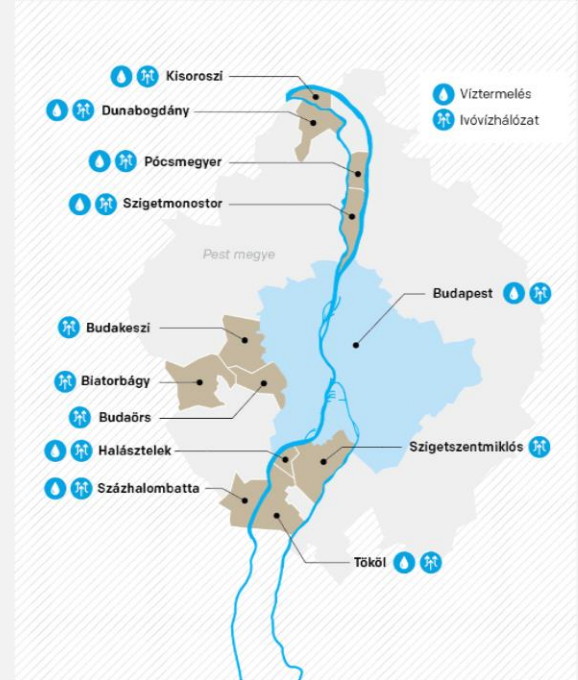 Kisoroszi
Víztermelés
Dunabogdány
Ivóvízhálózat
Pócsmegyer
Szigetmonostor
Pest megye
Budapest
Budakeszi
Biatorbágy
Budaörs
Halásztelek
Szigetszentmiklós
Százhalombatta
Tököl